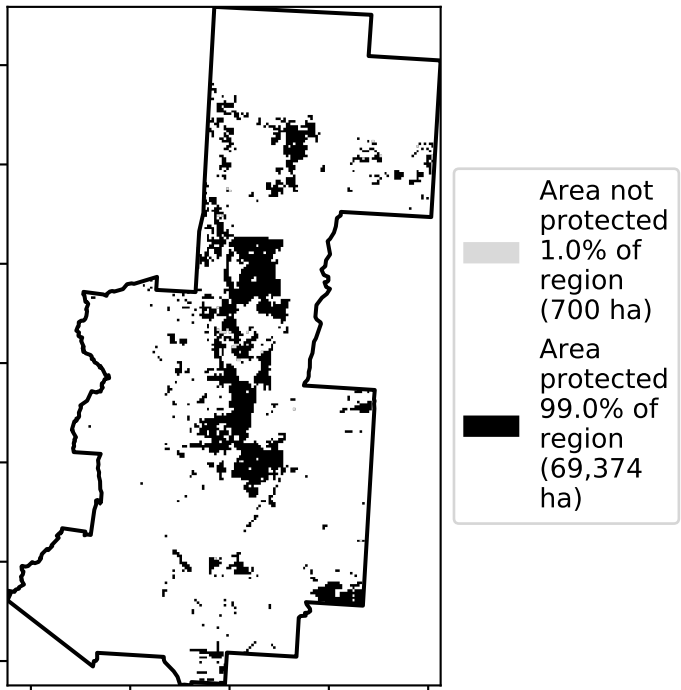 Area not
protected
1.0% of
region
(700 ha)
Area
protected
99.0% of
region
(69,374
ha)